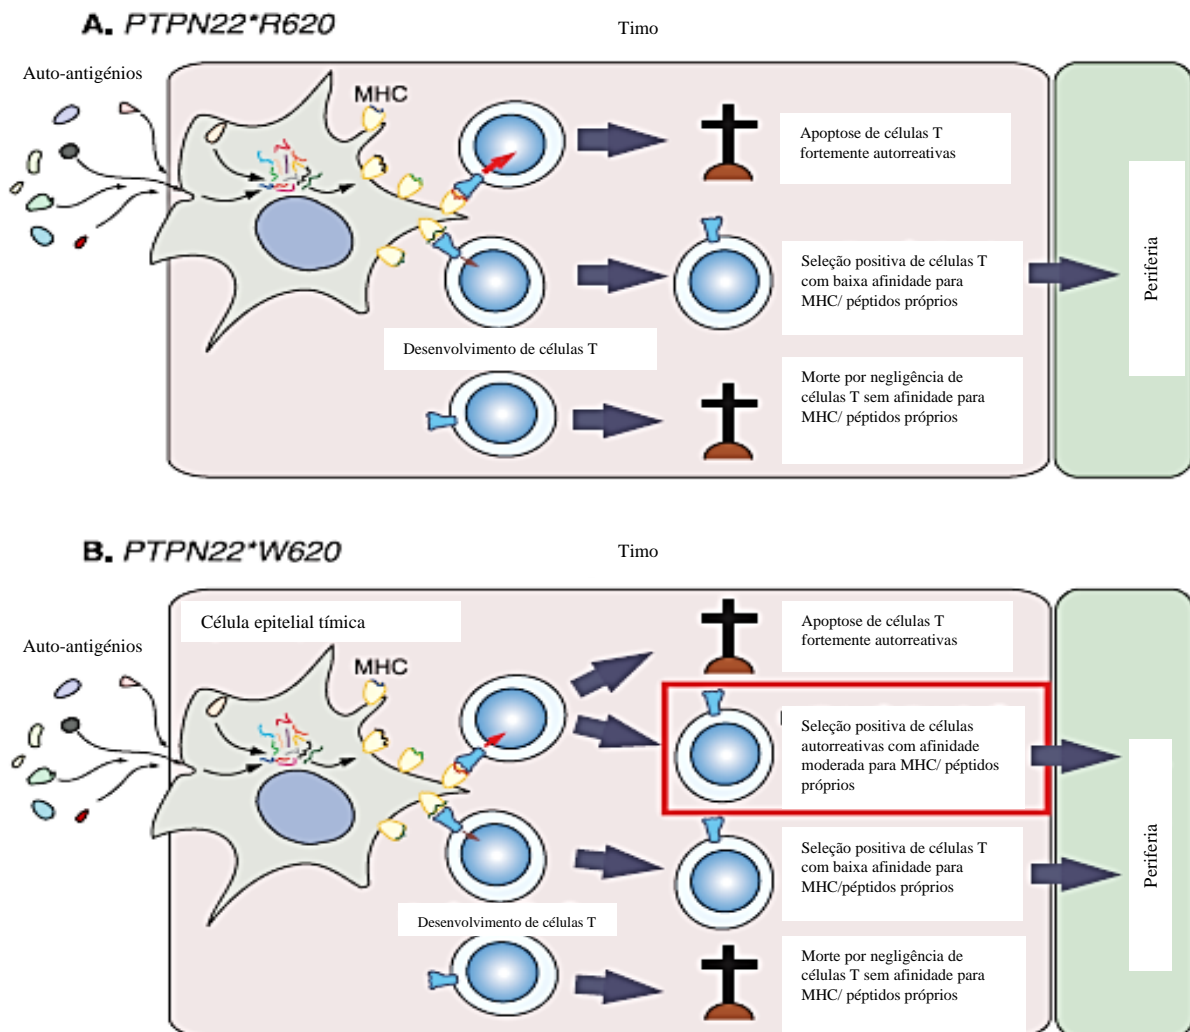 A. PTPN22*R620
Timo
Auto-antigénios
MHC
Apoptose de células T
fortemente autorreativas
Seleção positiva de células T
com baixa afinidade para
MHC/ péptidos próprios
Desenvolvimento de células T
Morte por negligência de
células T sem afinidade para
MHC/ péptidos próprios
Periferia
B. PTPN22*W620
Timo
Célula epitelial tímica
Auto-antigénios
MHC
Apoptose de células T
fortemente autorreativas
Seleção positiva de células
autorreativas com afinidade
moderada para MHC/ péptidos
próprios
Seleção positiva de células T
com baixa afinidade para
MHC/péptidos próprios
Desenvolvimento de células T
Morte por negligência de
células T sem afinidade para
MHC/ péptidos próprios
Periferia